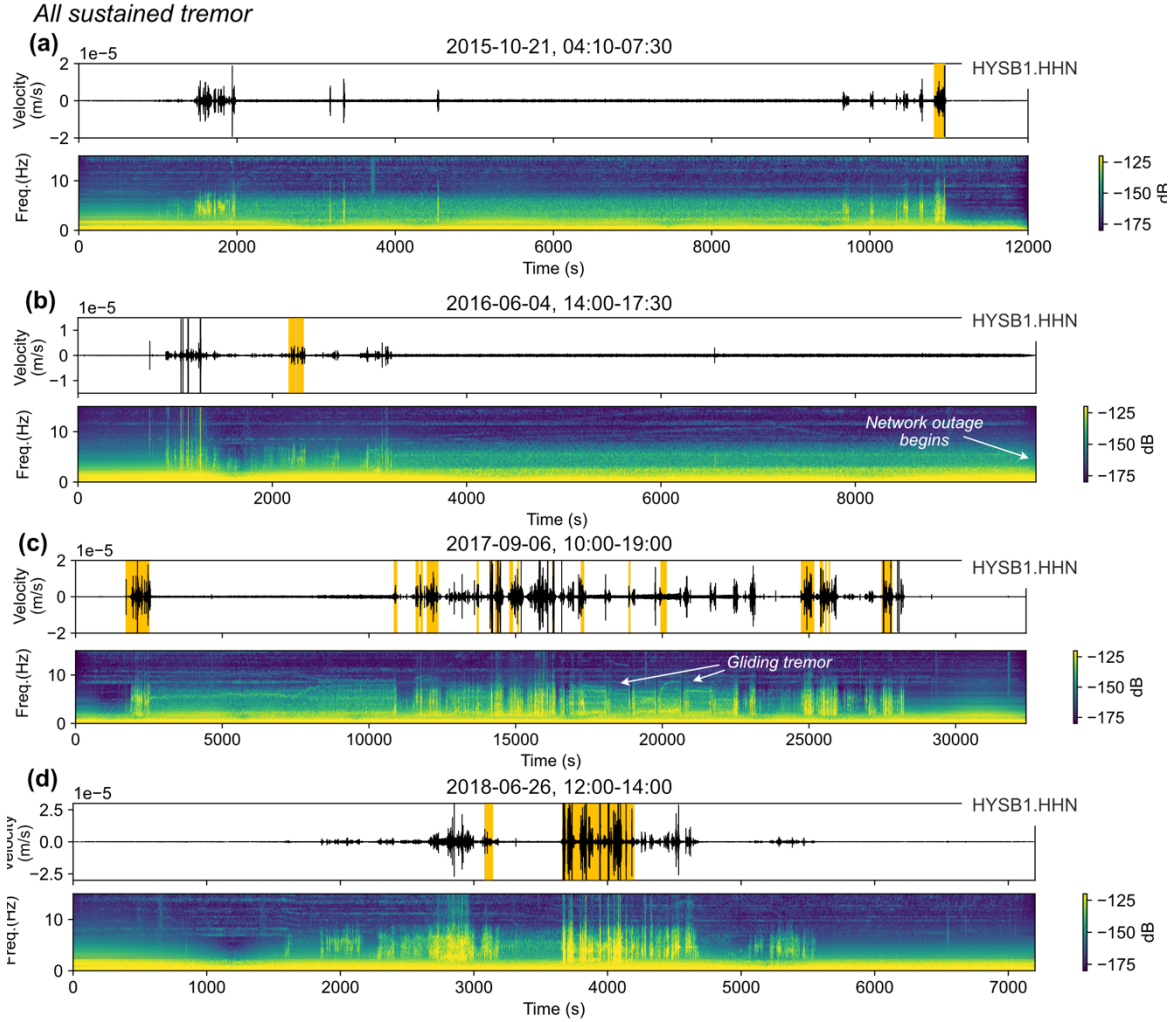 All sustained tremor
(a)
2015-10-21, 04:10-07:30
1e−5
HYSB1.HHN
Velocity
(m/s)
2
0
−2
Freq.(Hz)
10
0
0 2000 4000 6000 8000 10000 12000
Time (s)
−125
−150
−175
dB
(b)
2016-06-04, 14:00-17:30
1e−5
HYSB1.HHN
Velocity
(m/s)
1
0
−1
Freq.(Hz)
10
0
Network outage
begins
0 2000 4000 6000 8000
Time (s)
−125
−150
−175
dB
(c)
2017-09-06, 10:00-19:00
1e−5
HYSB1.HHN
Velocity
(m/s)
2
0
−2
Freq.(Hz)
10
0
Gliding tremor
0 5000 10000 15000 20000 25000 30000
Time (s)
−125
−150
−175
dB
(d)
2018-06-26, 12:00-14:00
1e−5
HYSB1.HHN
Velocity
(m/s)
2.5
0.0
−2.5
Freq.(Hz)
10
0
0 1000 2000 3000 4000 5000 6000 7000
Time (s)
−125
−150
−175
dB